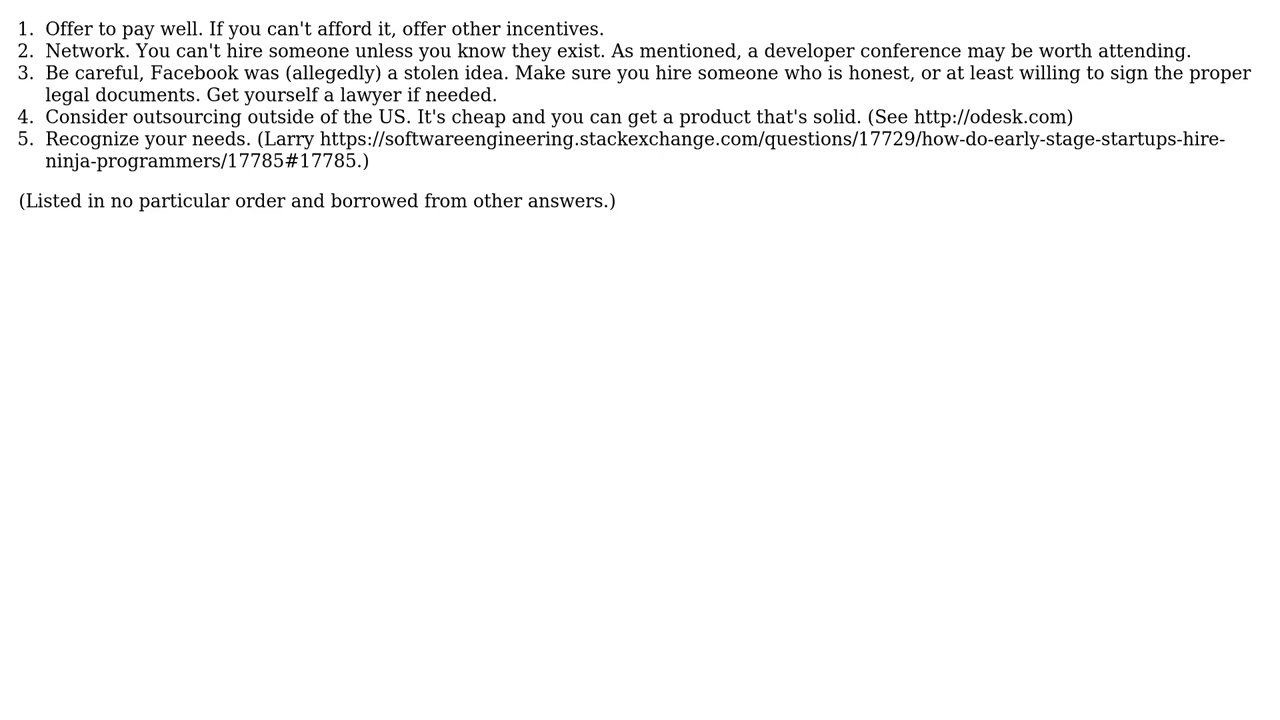 1. Offer to pay well. If you can't afford it, offer other incentives.
2. Network. You can't hire someone unless you know they exist. As mentioned, a developer conference may be worth attending.
3. Be careful, Facebook was (allegedly) a stolen idea. Make sure you hire someone who is honest, or at least willing to sign the proper
legal documents. Get yourself a lawyer if needed.
4. Consider outsourcing outside of the US. It's cheap and you can get a product that's solid. (See http://odesk.com)
5. Recognize your needs. (Larry https://softwareengineering.stackexchange.com/questions/17729/how-do-early-stage-startups-hire-
ninja-programmers/17785#17785.)
(Listed in no particular order and borrowed from other answers.)